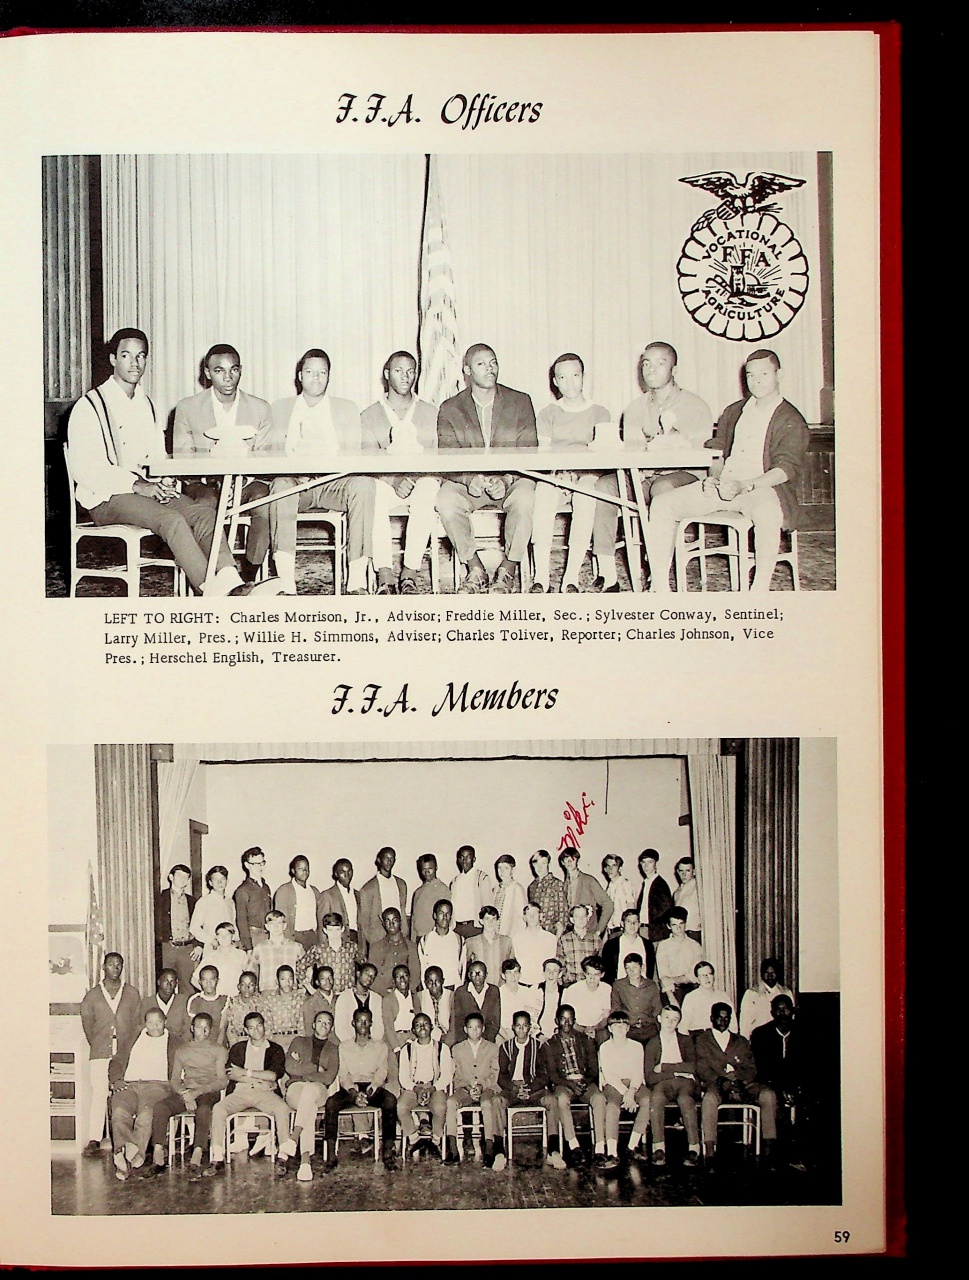 F.F.A. Officers
VOCATIONAL
FFA
AGRICULTURE
LEFT TO RIGHT: Charles Morrison, Jr., Advisor; Freddie Miller, Sec.; Sylvester Conway, Sentinel;
Larry Miller, Pres.; Willie H. Simmons, Adviser; Charles Toliver, Reporter; Charles Johnson, Vice
Pres.; Herschel English, Treasurer.
F.F.A. Members
59